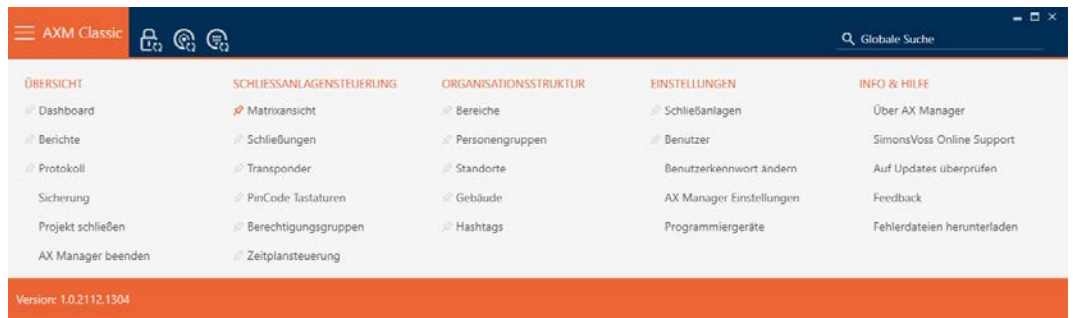 AXM Classic
Globale Suche
ÜBERSICHT
Dashboard
Berichte
Protokoll
Sicherung
Projekt schließen
AX Manager beenden
SCHLIESSANLAGENSTEUERUNG
Matrixansicht
Schließungen
Transponder
PinCode Tastaturen
Berechtigungsgruppen
Zeitplansteuerung
ORGANISATIONSSTRUKTUR
Bereiche
Personengruppen
Standorte
Gebäude
Hashtags
EINSTELLUNGEN
Schließanlagen
Benutzer
Benutzerkennwort ändern
AX Manager Einstellungen
Programmiergeräte
INFO & HILFE
Über AX Manager
SimonsVoss Online Support
Auf Updates überprüfen
Feedback
Fehlerdateien herunterladen
Version: 1.0.2112.1304